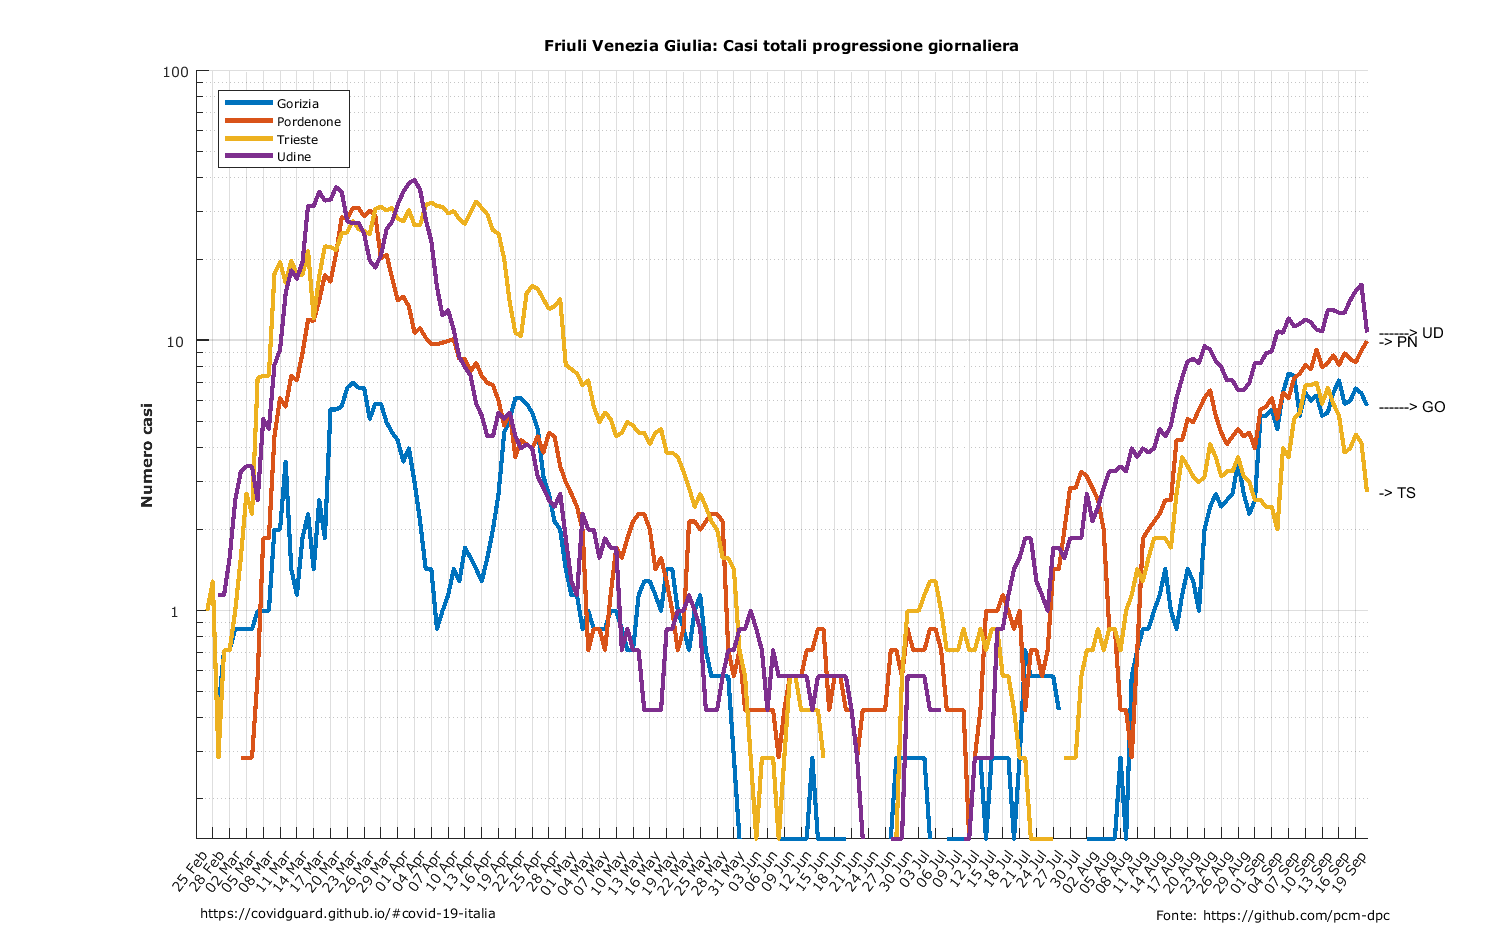 Friuli Venezia Giulia: Casi totali progressione giornaliera
Numero casi
100
10
1
Gorizia
Pordenone
Trieste
Udine
------> UD
-> PN
------> GO
-> TS
25 Feb
28 Feb
02 Mar
05 Mar
08 Mar
11 Mar
14 Mar
17 Mar
20 Mar
23 Mar
26 Mar
29 Mar
01 Apr
04 Apr
07 Apr
10 Apr
13 Apr
16 Apr
19 Apr
22 Apr
25 Apr
28 Apr
01 May
04 May
07 May
10 May
13 May
16 May
19 May
22 May
25 May
28 May
31 May
03 Jun
06 Jun
09 Jun
12 Jun
15 Jun
18 Jun
21 Jun
24 Jun
27 Jun
30 Jun
03 Jul
06 Jul
09 Jul
12 Jul
15 Jul
18 Jul
21 Jul
24 Jul
27 Jul
30 Jul
02 Aug
05 Aug
08 Aug
11 Aug
14 Aug
17 Aug
20 Aug
23 Aug
26 Aug
29 Aug
01 Sep
04 Sep
07 Sep
10 Sep
13 Sep
16 Sep
19 Sep
https://covidguard.github.io/#covid-19-italia
Fonte: https://github.com/pcm-dpc